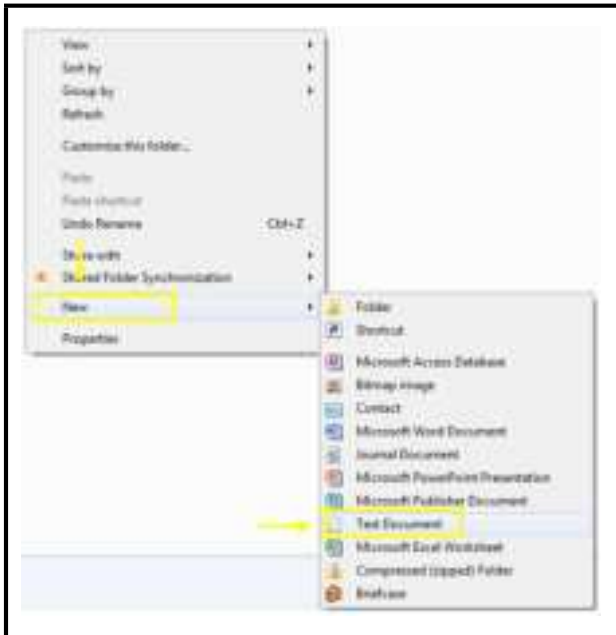 View
Sort by
Group by
Refresh
Customize this folder...
Paste
Paste shortcut
Undo Rename Ctrl+Z
Share with
Shared Folder Synchronization
New
Properties
Folder
Shortcut
Microsoft Access Database
Bitmap image
Contact
Microsoft Word Document
Journal Document
Microsoft PowerPoint Presentation
Microsoft Publisher Document
Text Document
Microsoft Excel Worksheet
Compressed (zipped) Folder
Briefcase